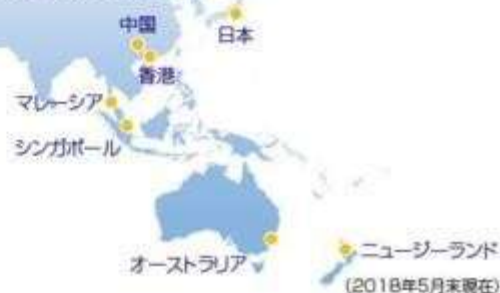 中国
日本
香港
マレーシア
シンガポール
オーストラリア
ニュージーランド
(2018年5月末現在)